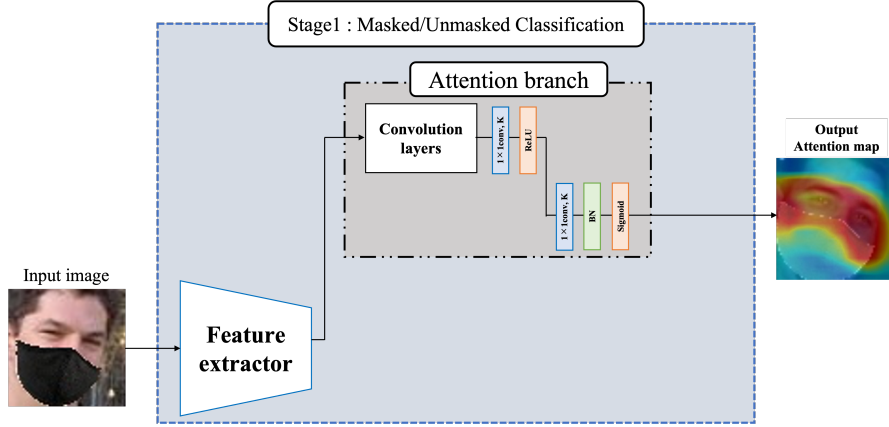 Stage1 : Masked/Unmasked Classification
Attention branch
Convolution
layers
1×1conv, K
ReLU
1×1conv, K
BN
Sigmoid
Output
Attention map
Input image
Feature
extractor